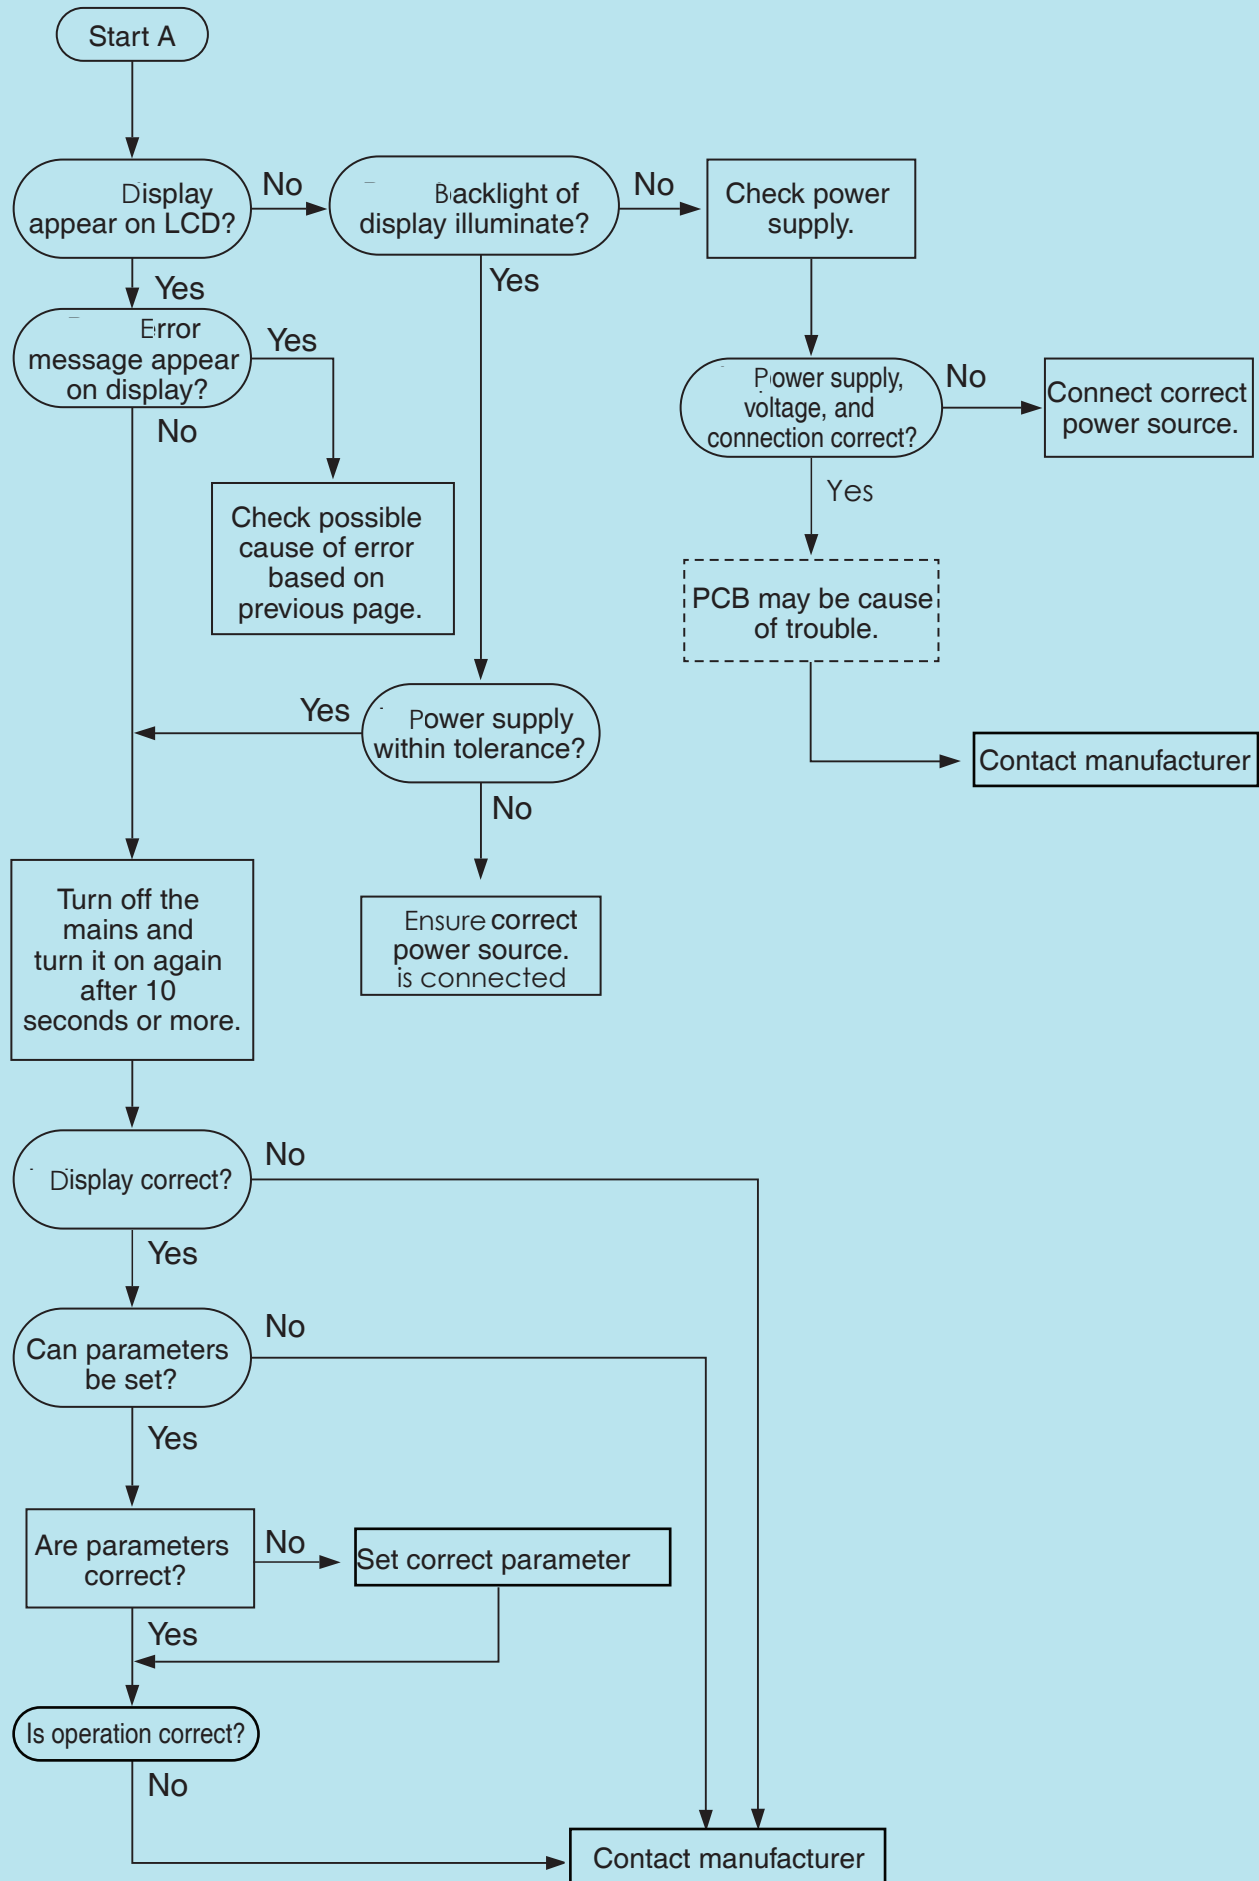 Start A
Display
appear on LCD?
No
Backlight of
display illuminate?
No
Check power
supply.
Yes
Yes
Error
message appear
on display?
Yes
No
Power supply,
voltage, and
connection correct?
No
Connect correct
power source.
Yes
Check possible
cause of error
based on
previous page.
PCB may be cause
of trouble.
Yes
Power supply
within tolerance?
No
Contact manufacturer
Turn off the
mains and
turn it on again
after 10
seconds or more.
Ensure correct
power source.
is connected
Display correct?
No
Yes
Can parameters
be set?
No
Yes
Are parameters
correct?
No
Set correct parameter
Yes
Is operation correct?
No
Contact manufacturer